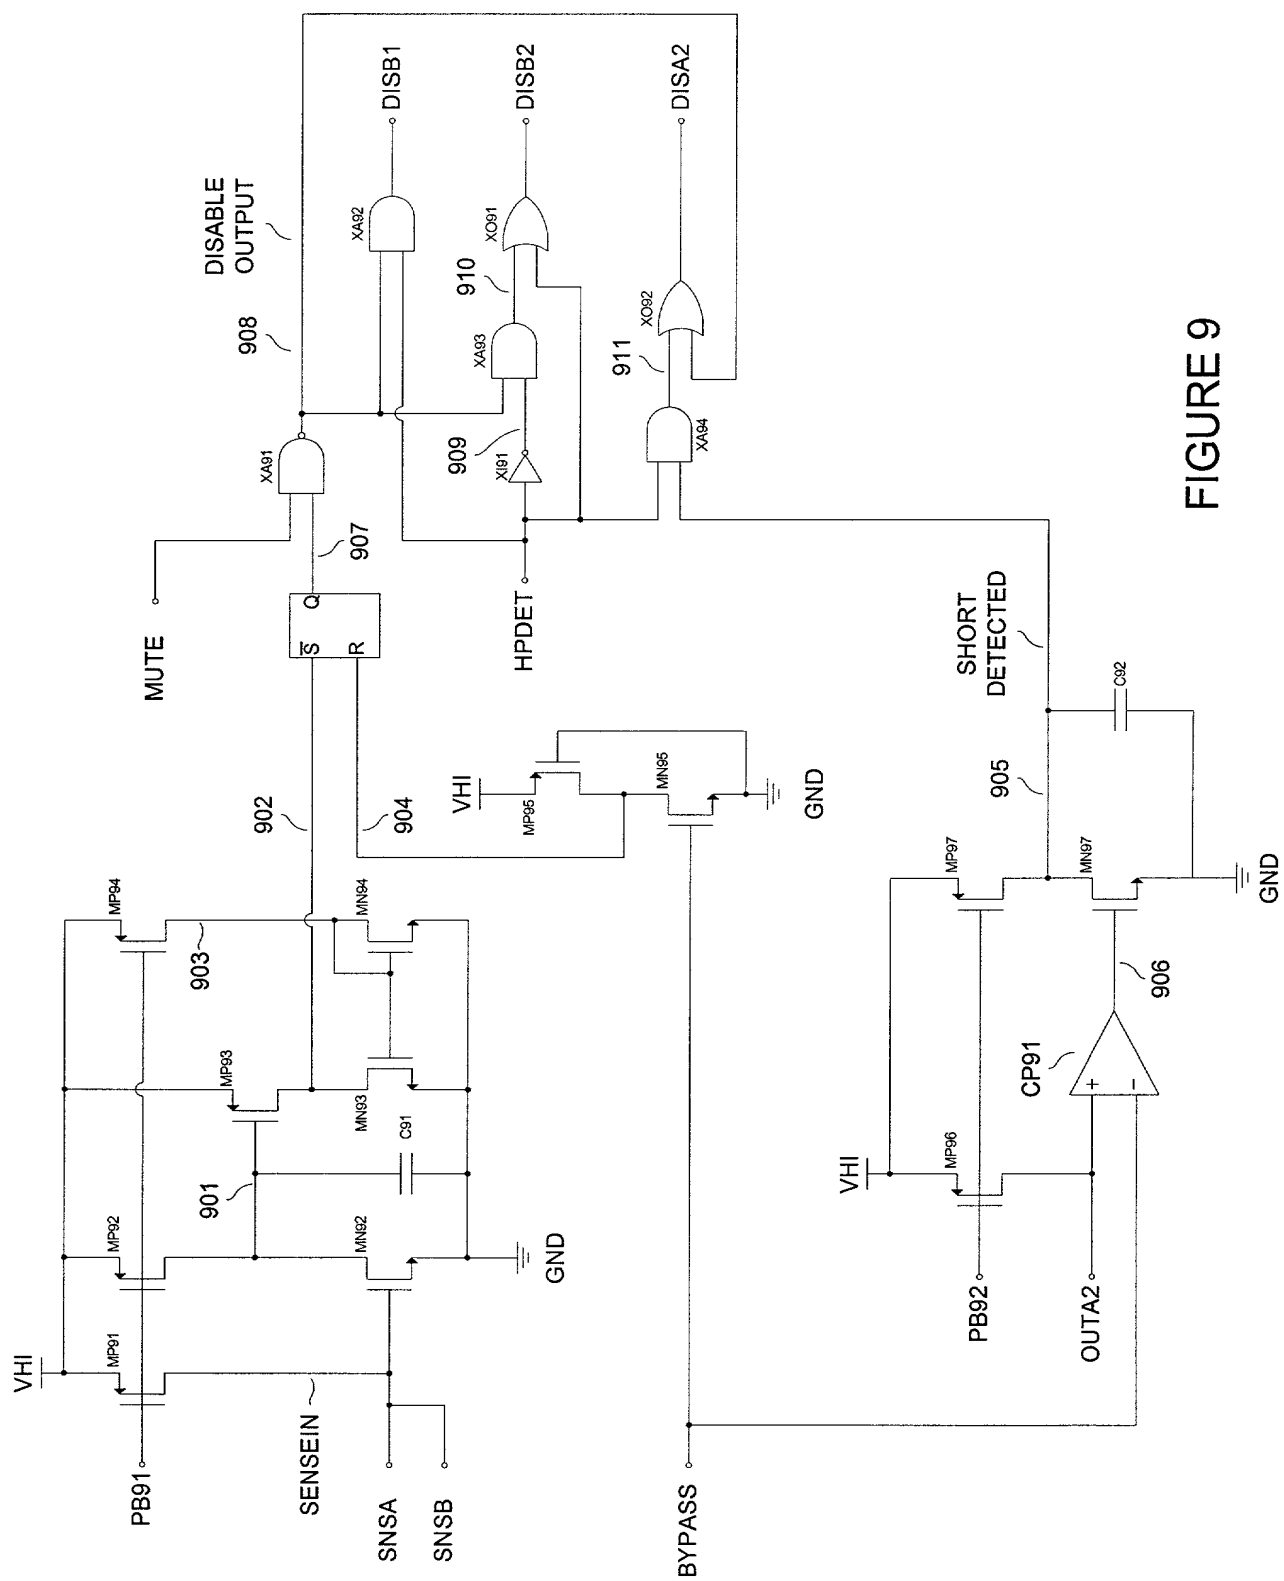 VHI
MP91
MP92
MP94
PB91
903
MP93
901
SENSEIN
902
MN92
MN93
MN94
C91
SNSA
SNSB
GND
904
VHI
MP95
MN95
GND
BYPASS
MUTE
S
R
Q
907
XA91
908
DISABLE
OUTPUT
HPDET
XI91
909
XA92
DISB1
XA93
910
XO91
DISB2
XA94
911
XO92
DISA2
VHI
MP96
MP97
PB92
OUTA2
CP91
+
–
906
MN97
905
SHORT
DETECTED
C92
GND
FIGURE 9